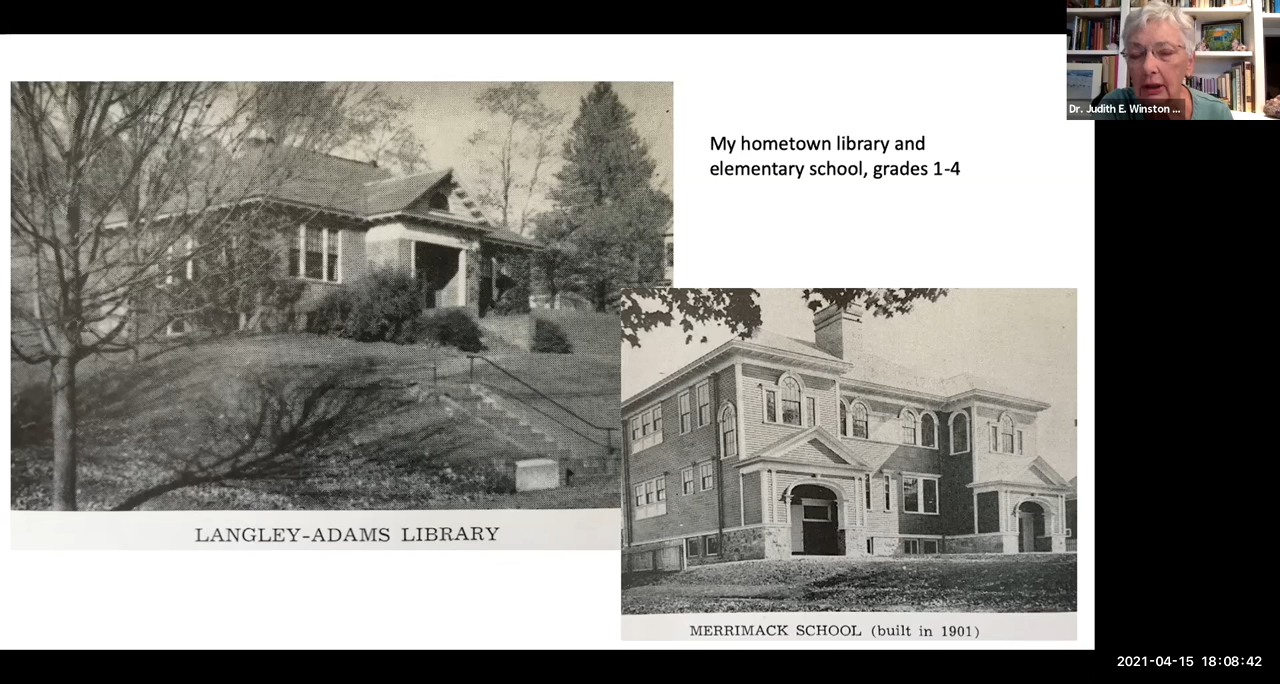 Dr. Judith E. Winston ...
My hometown library and
elementary school, grades 1-4
LANGLEY-ADAMS LIBRARY
MERRIMACK SCHOOL (built in 1901)
2021-04-15 18:08:42